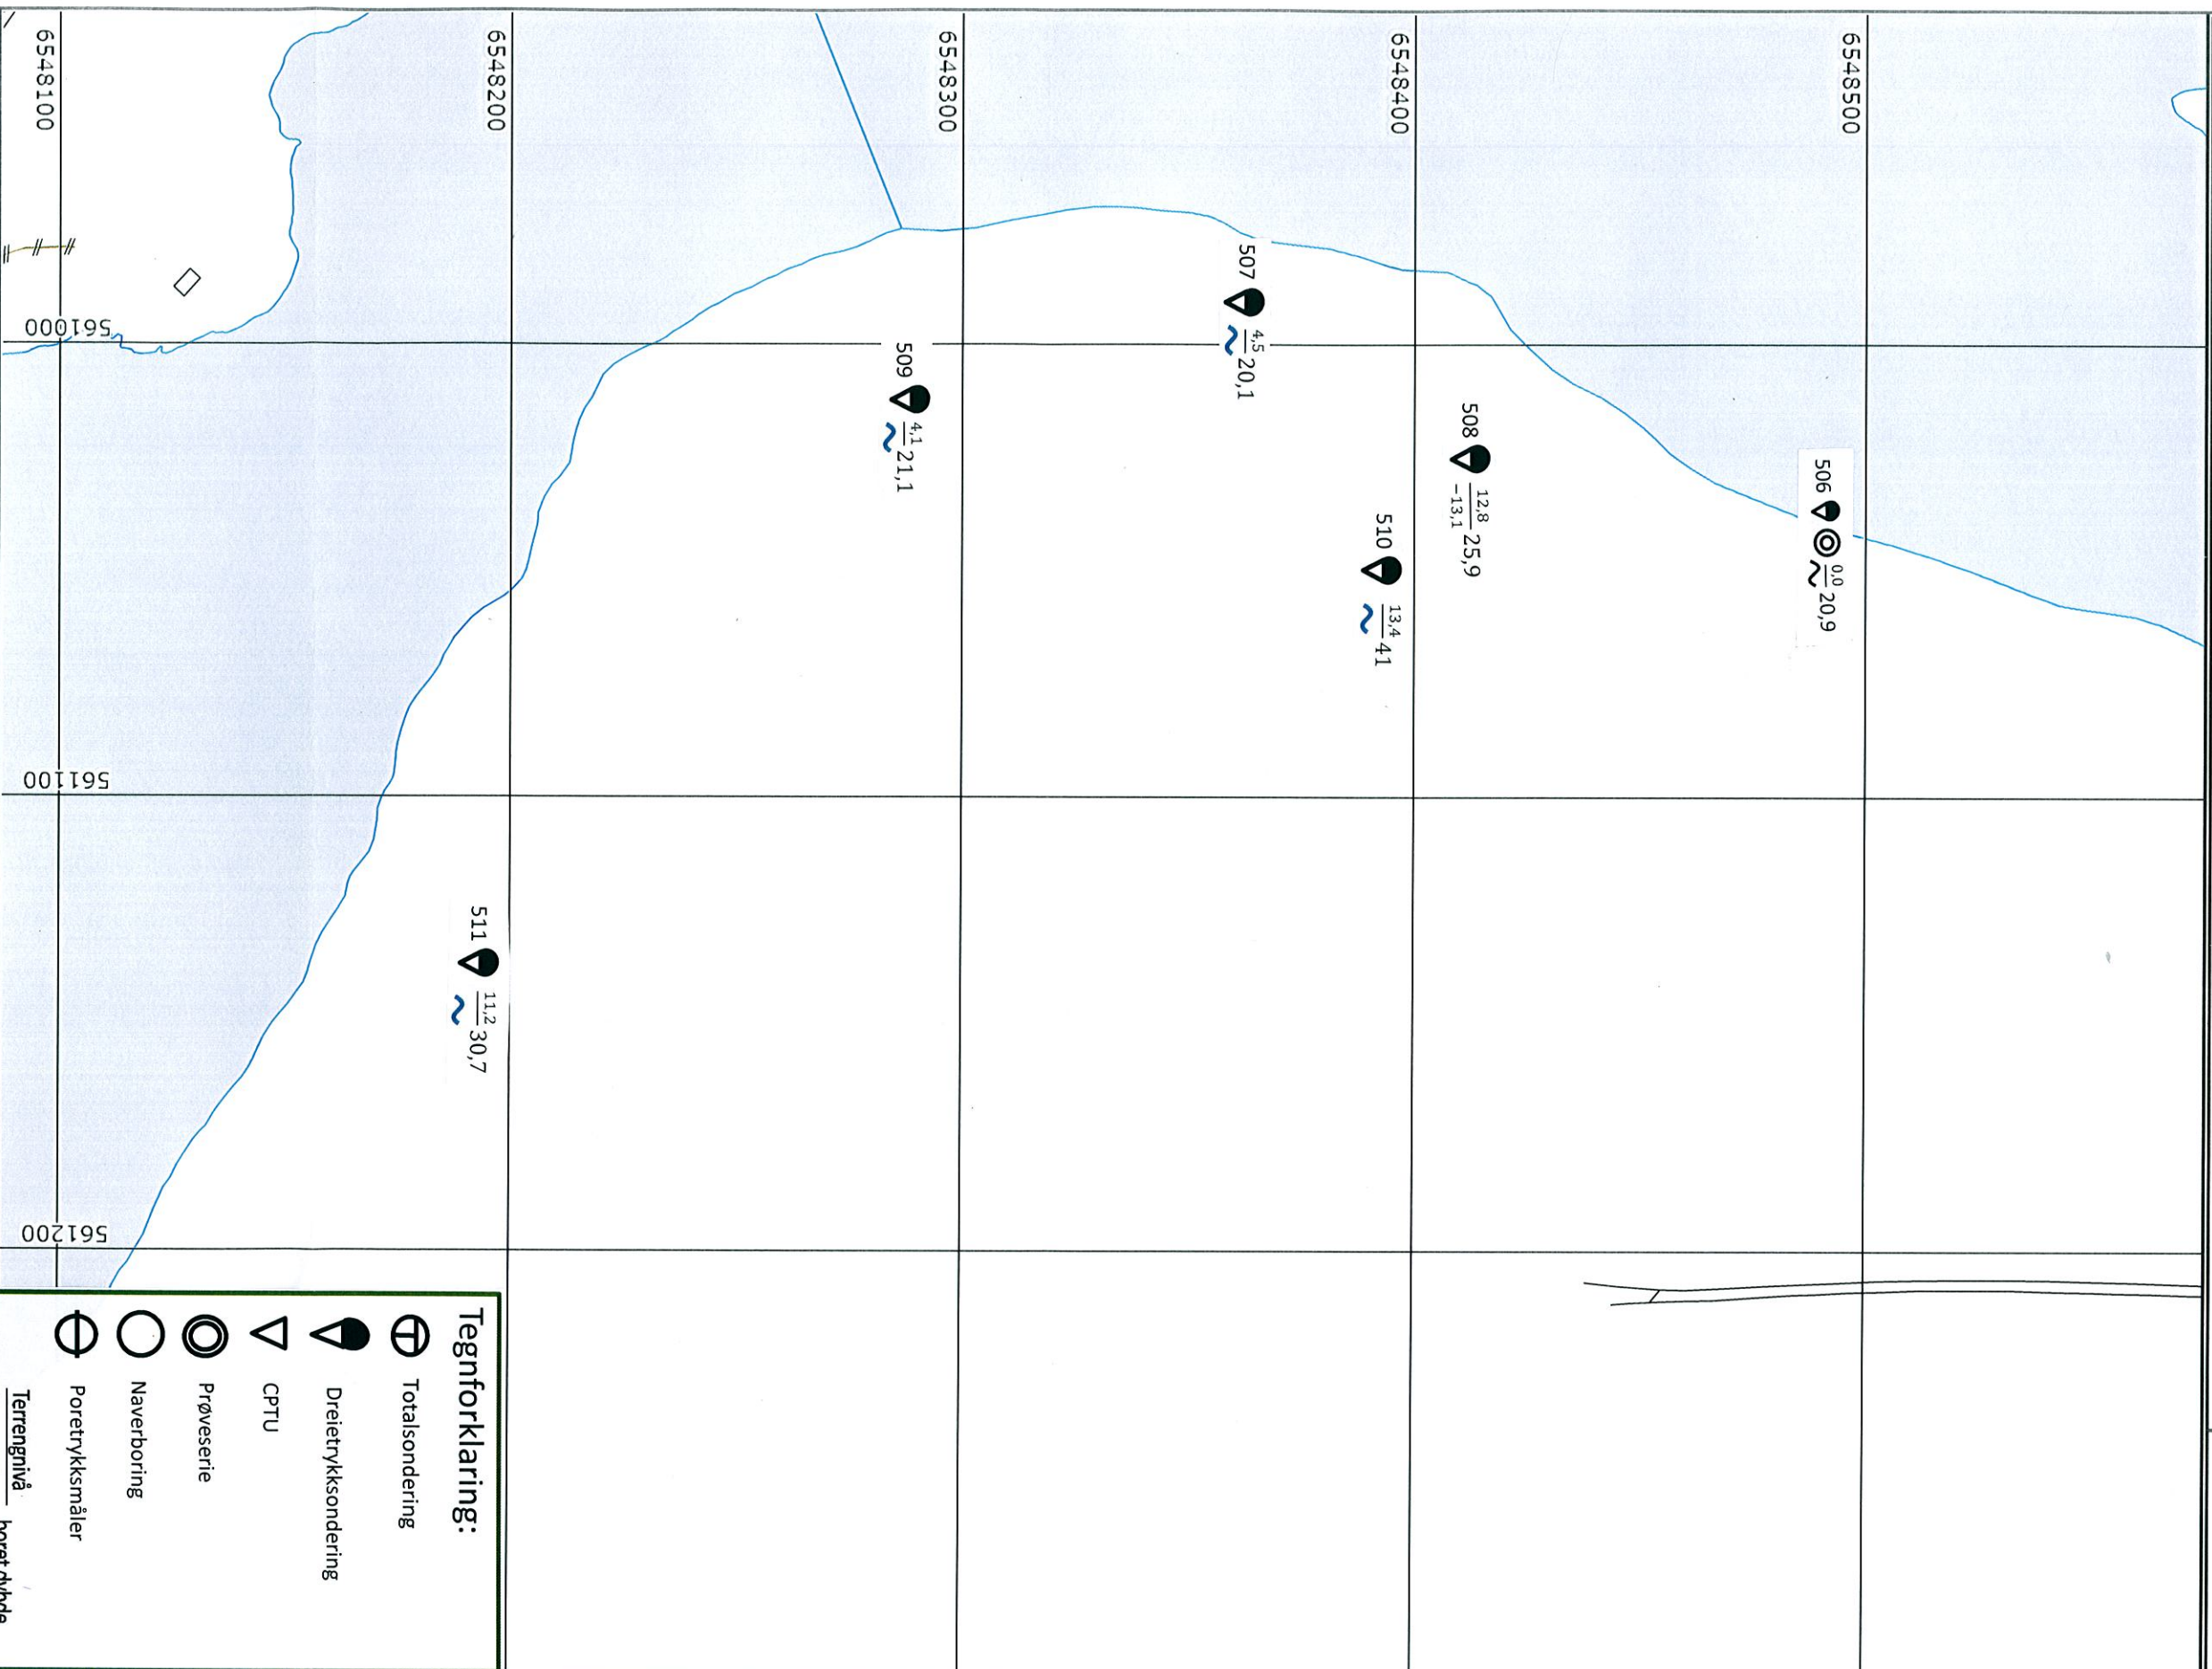 6548100
6548200
6548300
6548400
6548500
561000
561100
561200
506 0,0 20,9
~
507 4,5 20,1
~
508 12,8 25,9
-13,1
509 4,1 21,1
~
510 13,4 41
~
511 11,2 30,7
~
Tegnforklaring:
Totalsondering
Dreietrykksondering
CPTU
Prøveserie
Naverboring
Poretrykksmåler
Terrengnivå boret dybde